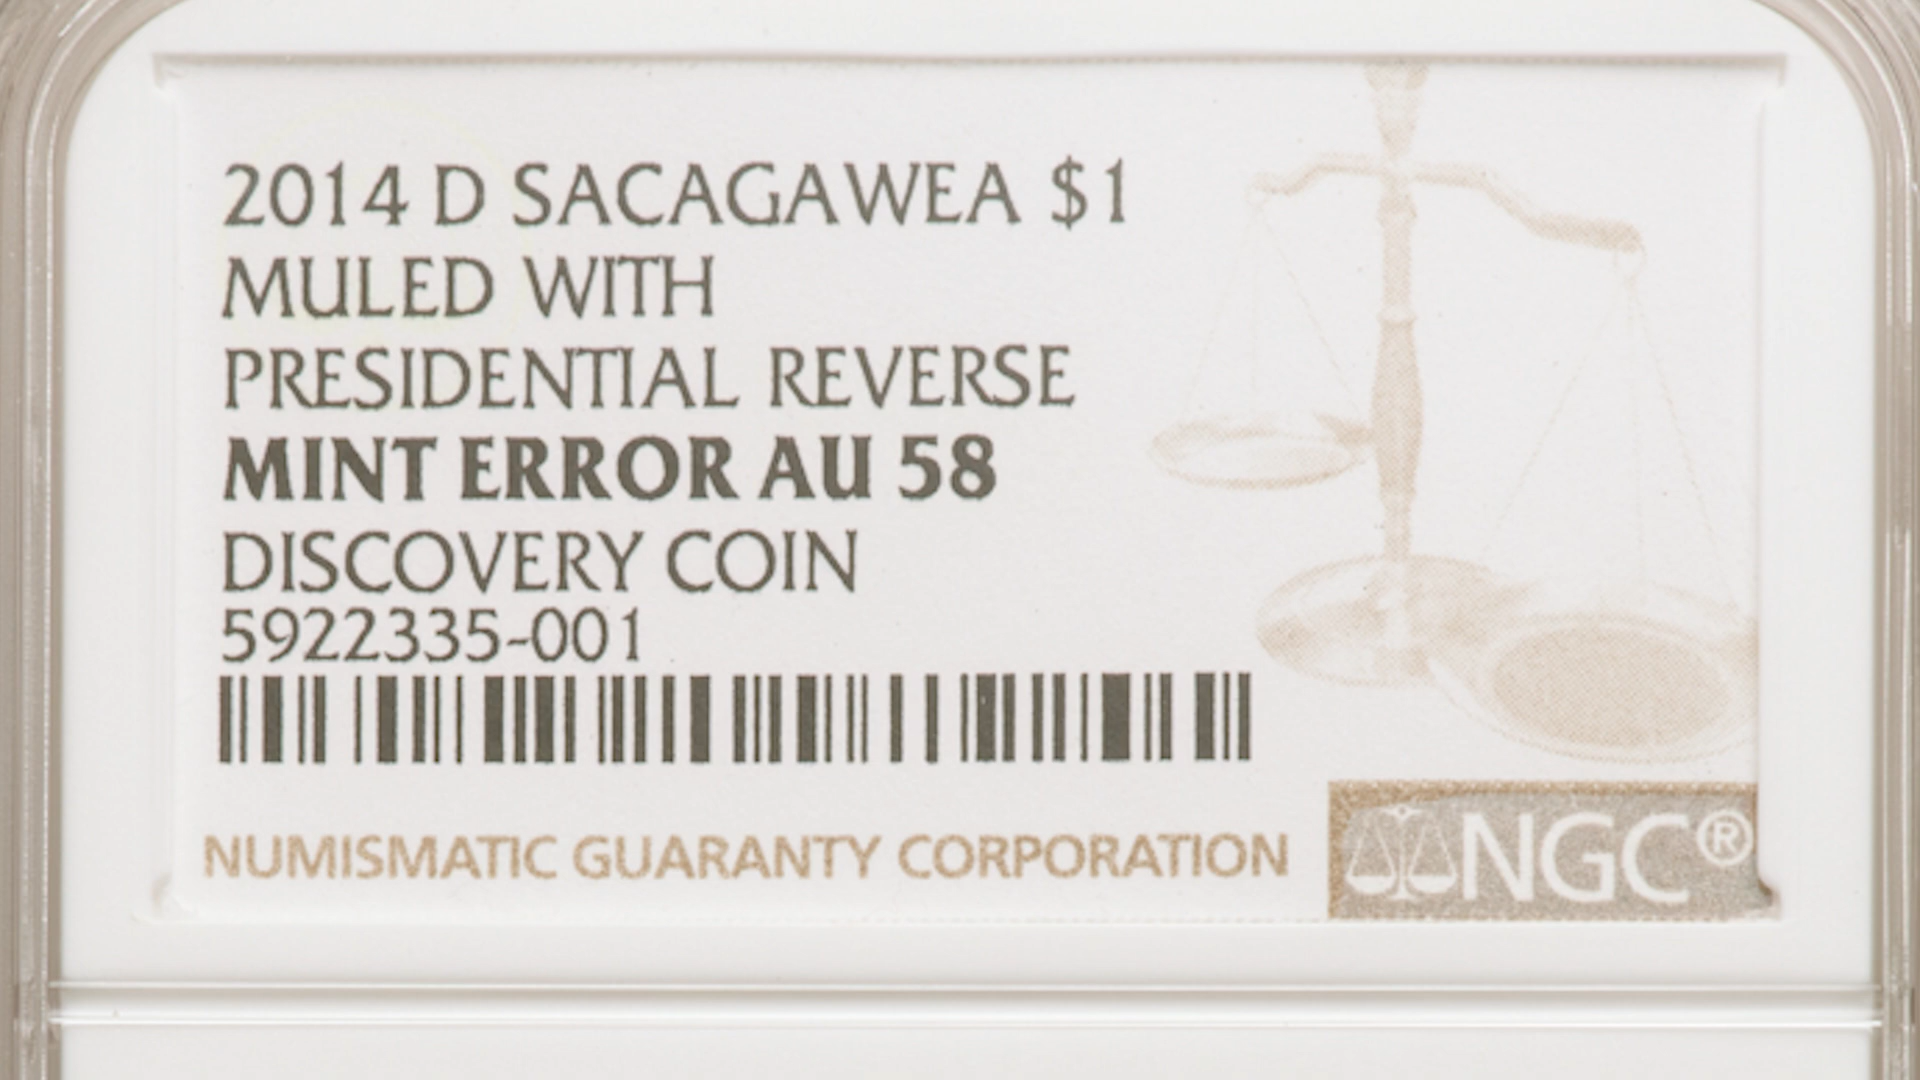 2014 D SACAGAWEA $1
MULED WITH
PRESIDENTIAL REVERSE
MINT ERROR AU 58
DISCOVERY COIN
5922335-001
NUMISMATIC GUARANTY CORPORATION
NGC®